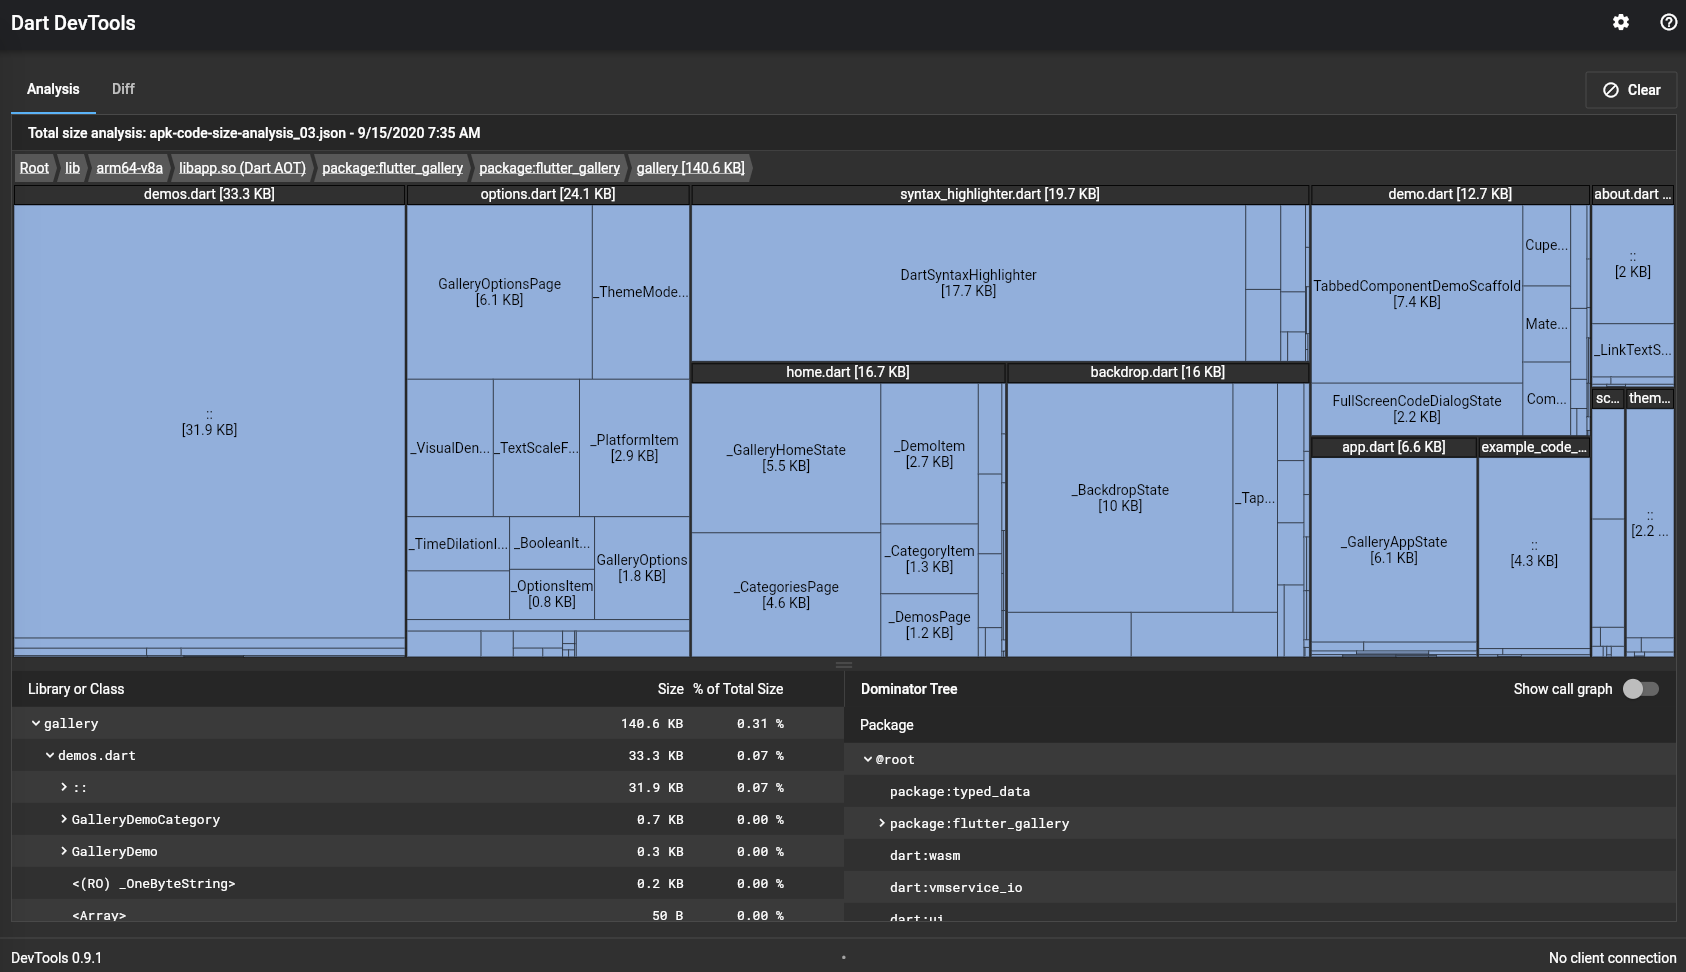 Dart DevTools
Analysis
Diff
Clear
Total size analysis: apk-code-size-analysis_03.json - 9/15/2020 7:35 AM
Root lib arm64-v8a libapp.so (Dart AOT) package:flutter_gallery package:flutter_gallery gallery [140.6 KB]
demos.dart [33.3 KB]
::
[31.9 KB]
options.dart [24.1 KB]
GalleryOptionsPage
[6.1 KB]
_ThemeMode...
_VisualDen...
_TextScaleF...
_PlatformItem
[2.9 KB]
_TimeDilationI...
_BooleanIt...
_OptionsItem
[0.8 KB]
GalleryOptions
[1.8 KB]
syntax_highlighter.dart [19.7 KB]
DartSyntaxHighlighter
[17.7 KB]
home.dart [16.7 KB]
_GalleryHomeState
[5.5 KB]
_CategoriesPage
[4.6 KB]
_DemoItem
[2.7 KB]
_CategoryItem
[1.3 KB]
_DemosPage
[1.2 KB]
backdrop.dart [16 KB]
_BackdropState
[10 KB]
_Tap...
demo.dart [12.7 KB]
TabbedComponentDemoScaffold
[7.4 KB]
FullScreenCodeDialogState
[2.2 KB]
Cupe...
Mate...
Com...
app.dart [6.6 KB]
_GalleryAppState
[6.1 KB]
example_code_...
::
[4.3 KB]
about.dart ...
::
[2 KB]
_LinkTextS...
sc...
them...
::
[2.2 ...
Library or Class Size % of Total Size
gallery 140.6 KB 0.31 %
demos.dart 33.3 KB 0.07 %
:: 31.9 KB 0.07 %
GalleryDemoCategory 0.7 KB 0.00 %
GalleryDemo 0.3 KB 0.00 %
<(RO) _OneByteString> 0.2 KB 0.00 %
<Array> 50 B 0.00 %
Dominator Tree
Show call graph
Package
@root
package:typed_data
package:flutter_gallery
dart:wasm
dart:vmservice_io
dart:ui
DevTools 0.9.1
No client connection